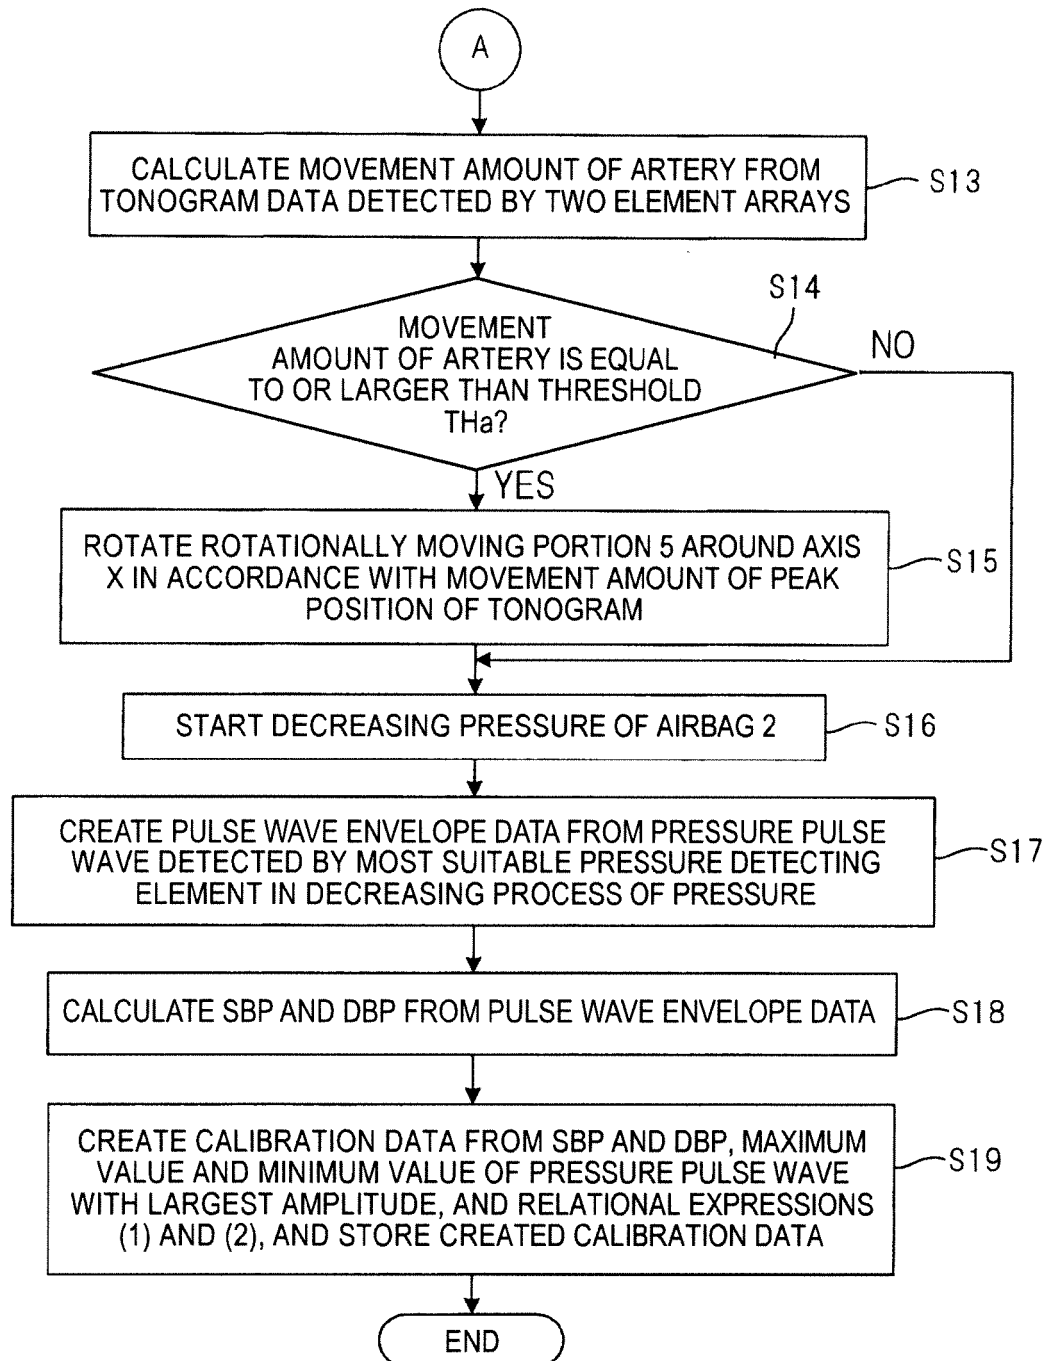 A
CALCULATE MOVEMENT AMOUNT OF ARTERY FROM
TONOGRAM DATA DETECTED BY TWO ELEMENT ARRAYS
S13
S14
MOVEMENT
AMOUNT OF ARTERY IS EQUAL
TO OR LARGER THAN THRESHOLD
THa?
NO
YES
ROTATE ROTATIONALLY MOVING PORTION 5 AROUND AXIS
X IN ACCORDANCE WITH MOVEMENT AMOUNT OF PEAK
POSITION OF TONOGRAM
S15
START DECREASING PRESSURE OF AIRBAG 2
S16
CREATE PULSE WAVE ENVELOPE DATA FROM PRESSURE PULSE
WAVE DETECTED BY MOST SUITABLE PRESSURE DETECTING
ELEMENT IN DECREASING PROCESS OF PRESSURE
S17
CALCULATE SBP AND DBP FROM PULSE WAVE ENVELOPE DATA
S18
CREATE CALIBRATION DATA FROM SBP AND DBP, MAXIMUM
VALUE AND MINIMUM VALUE OF PRESSURE PULSE WAVE
WITH LARGEST AMPLITUDE, AND RELATIONAL EXPRESSIONS
(1) AND (2), AND STORE CREATED CALIBRATION DATA
S19
END